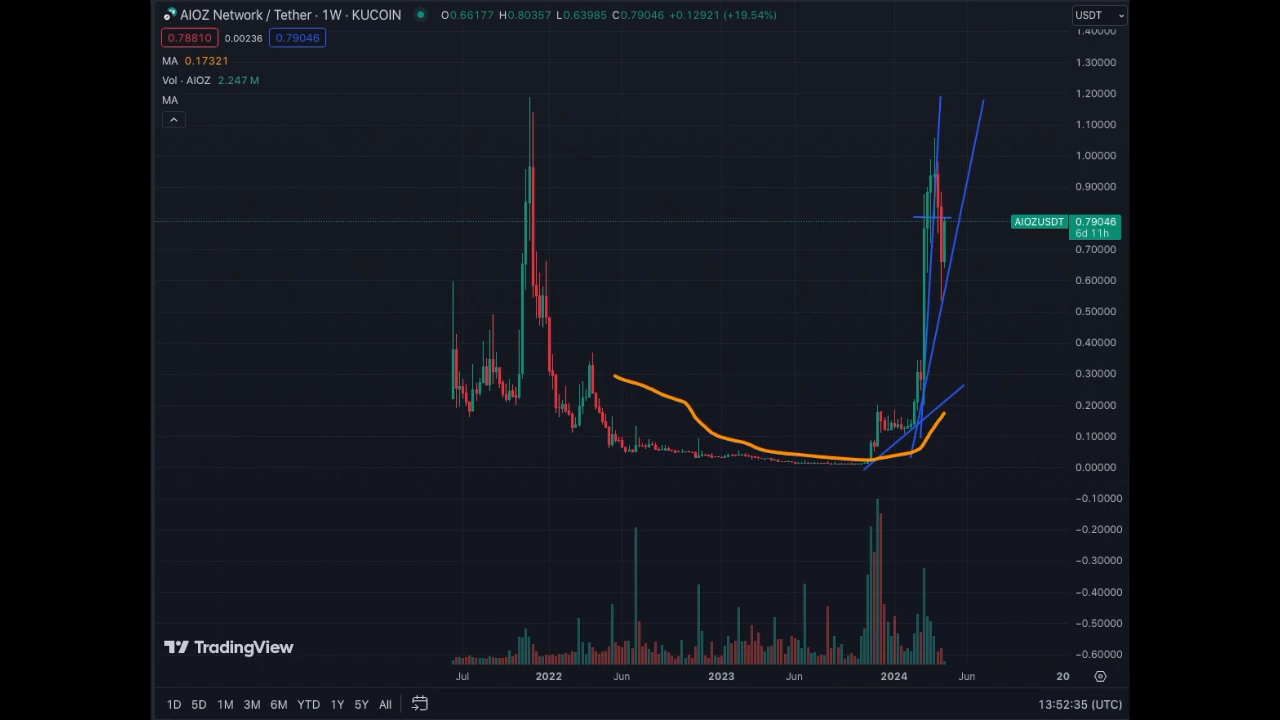 AIOZ Network / Tether · 1W · KUCOIN O0.66177 H0.80357 L0.63985 C0.79046 +0.12921 (+19.54%)
USDT
0.78810 0.00236 0.79046
MA 0.17321
Vol · AIOZ 2.247 M
MA
1.40000
1.30000
1.20000
1.10000
1.00000
0.90000
AIOZUSDT 0.79046
6d 11h
0.70000
0.60000
0.50000
0.40000
0.30000
0.20000
0.10000
0.00000
−0.10000
−0.20000
−0.30000
−0.40000
−0.50000
−0.60000
TradingView
Jul 2022 Jun 2023 Jun 2024 Jun 20
1D 5D 1M 3M 6M YTD 1Y 5Y All 13:52:35 (UTC)